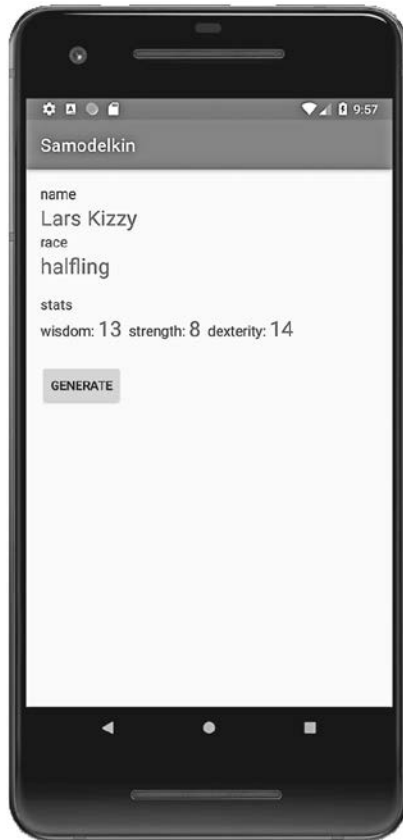 9:57
Samodelkin
name
Lars Kizzy
race
halfling
stats
wisdom: 13 strength: 8 dexterity: 14
GENERATE